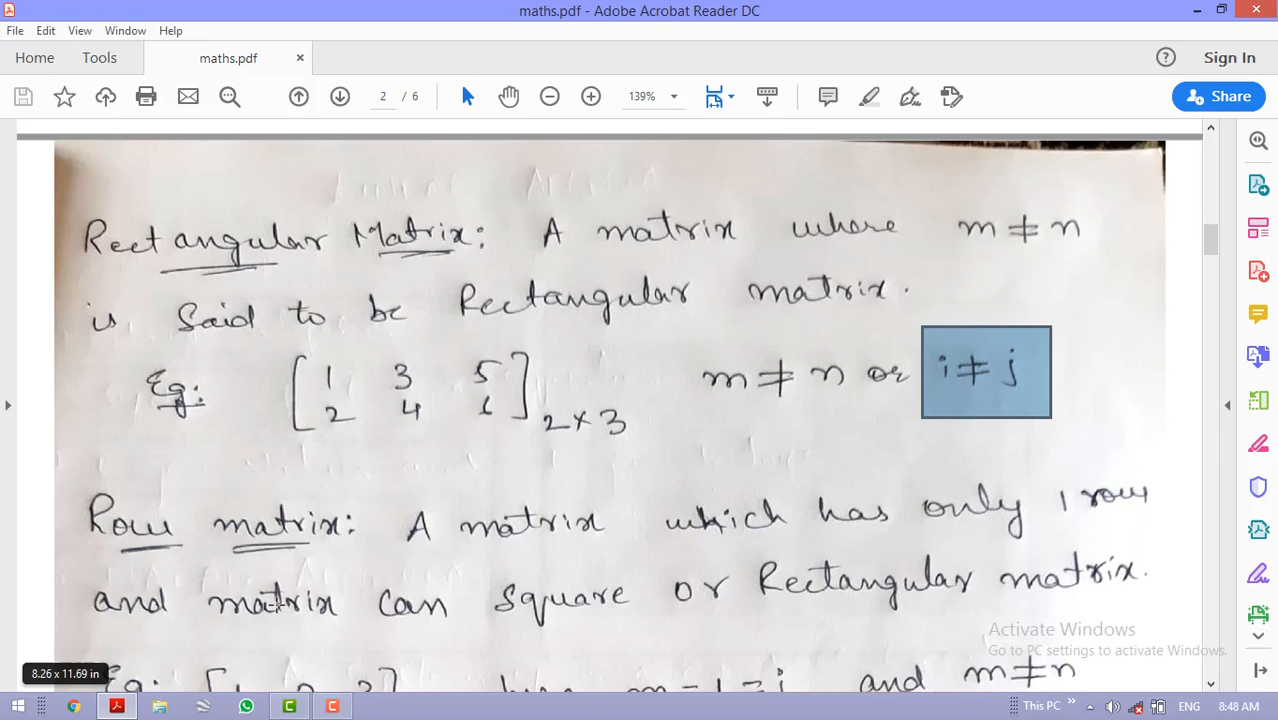 maths.pdf - Adobe Acrobat Reader DC
File Edit View Window Help
Home Tools maths.pdf × Sign In
2 / 6 139% Share
Rectangular Matrix: A matrix where m ≠ n
is said to be Rectangular matrix.
Eg: [1 3 5 m ≠ n or i ≠ j
2 4 6] 2×3
Row matrix: A matrix which has only 1 row
and matrix can square or Rectangular matrix.
Activate Windows
Go to PC settings to activate Windows.
8.26 x 11.69 in
Eg: [1 2 3] and m ≠ n
This PC » ENG 8:48 AM